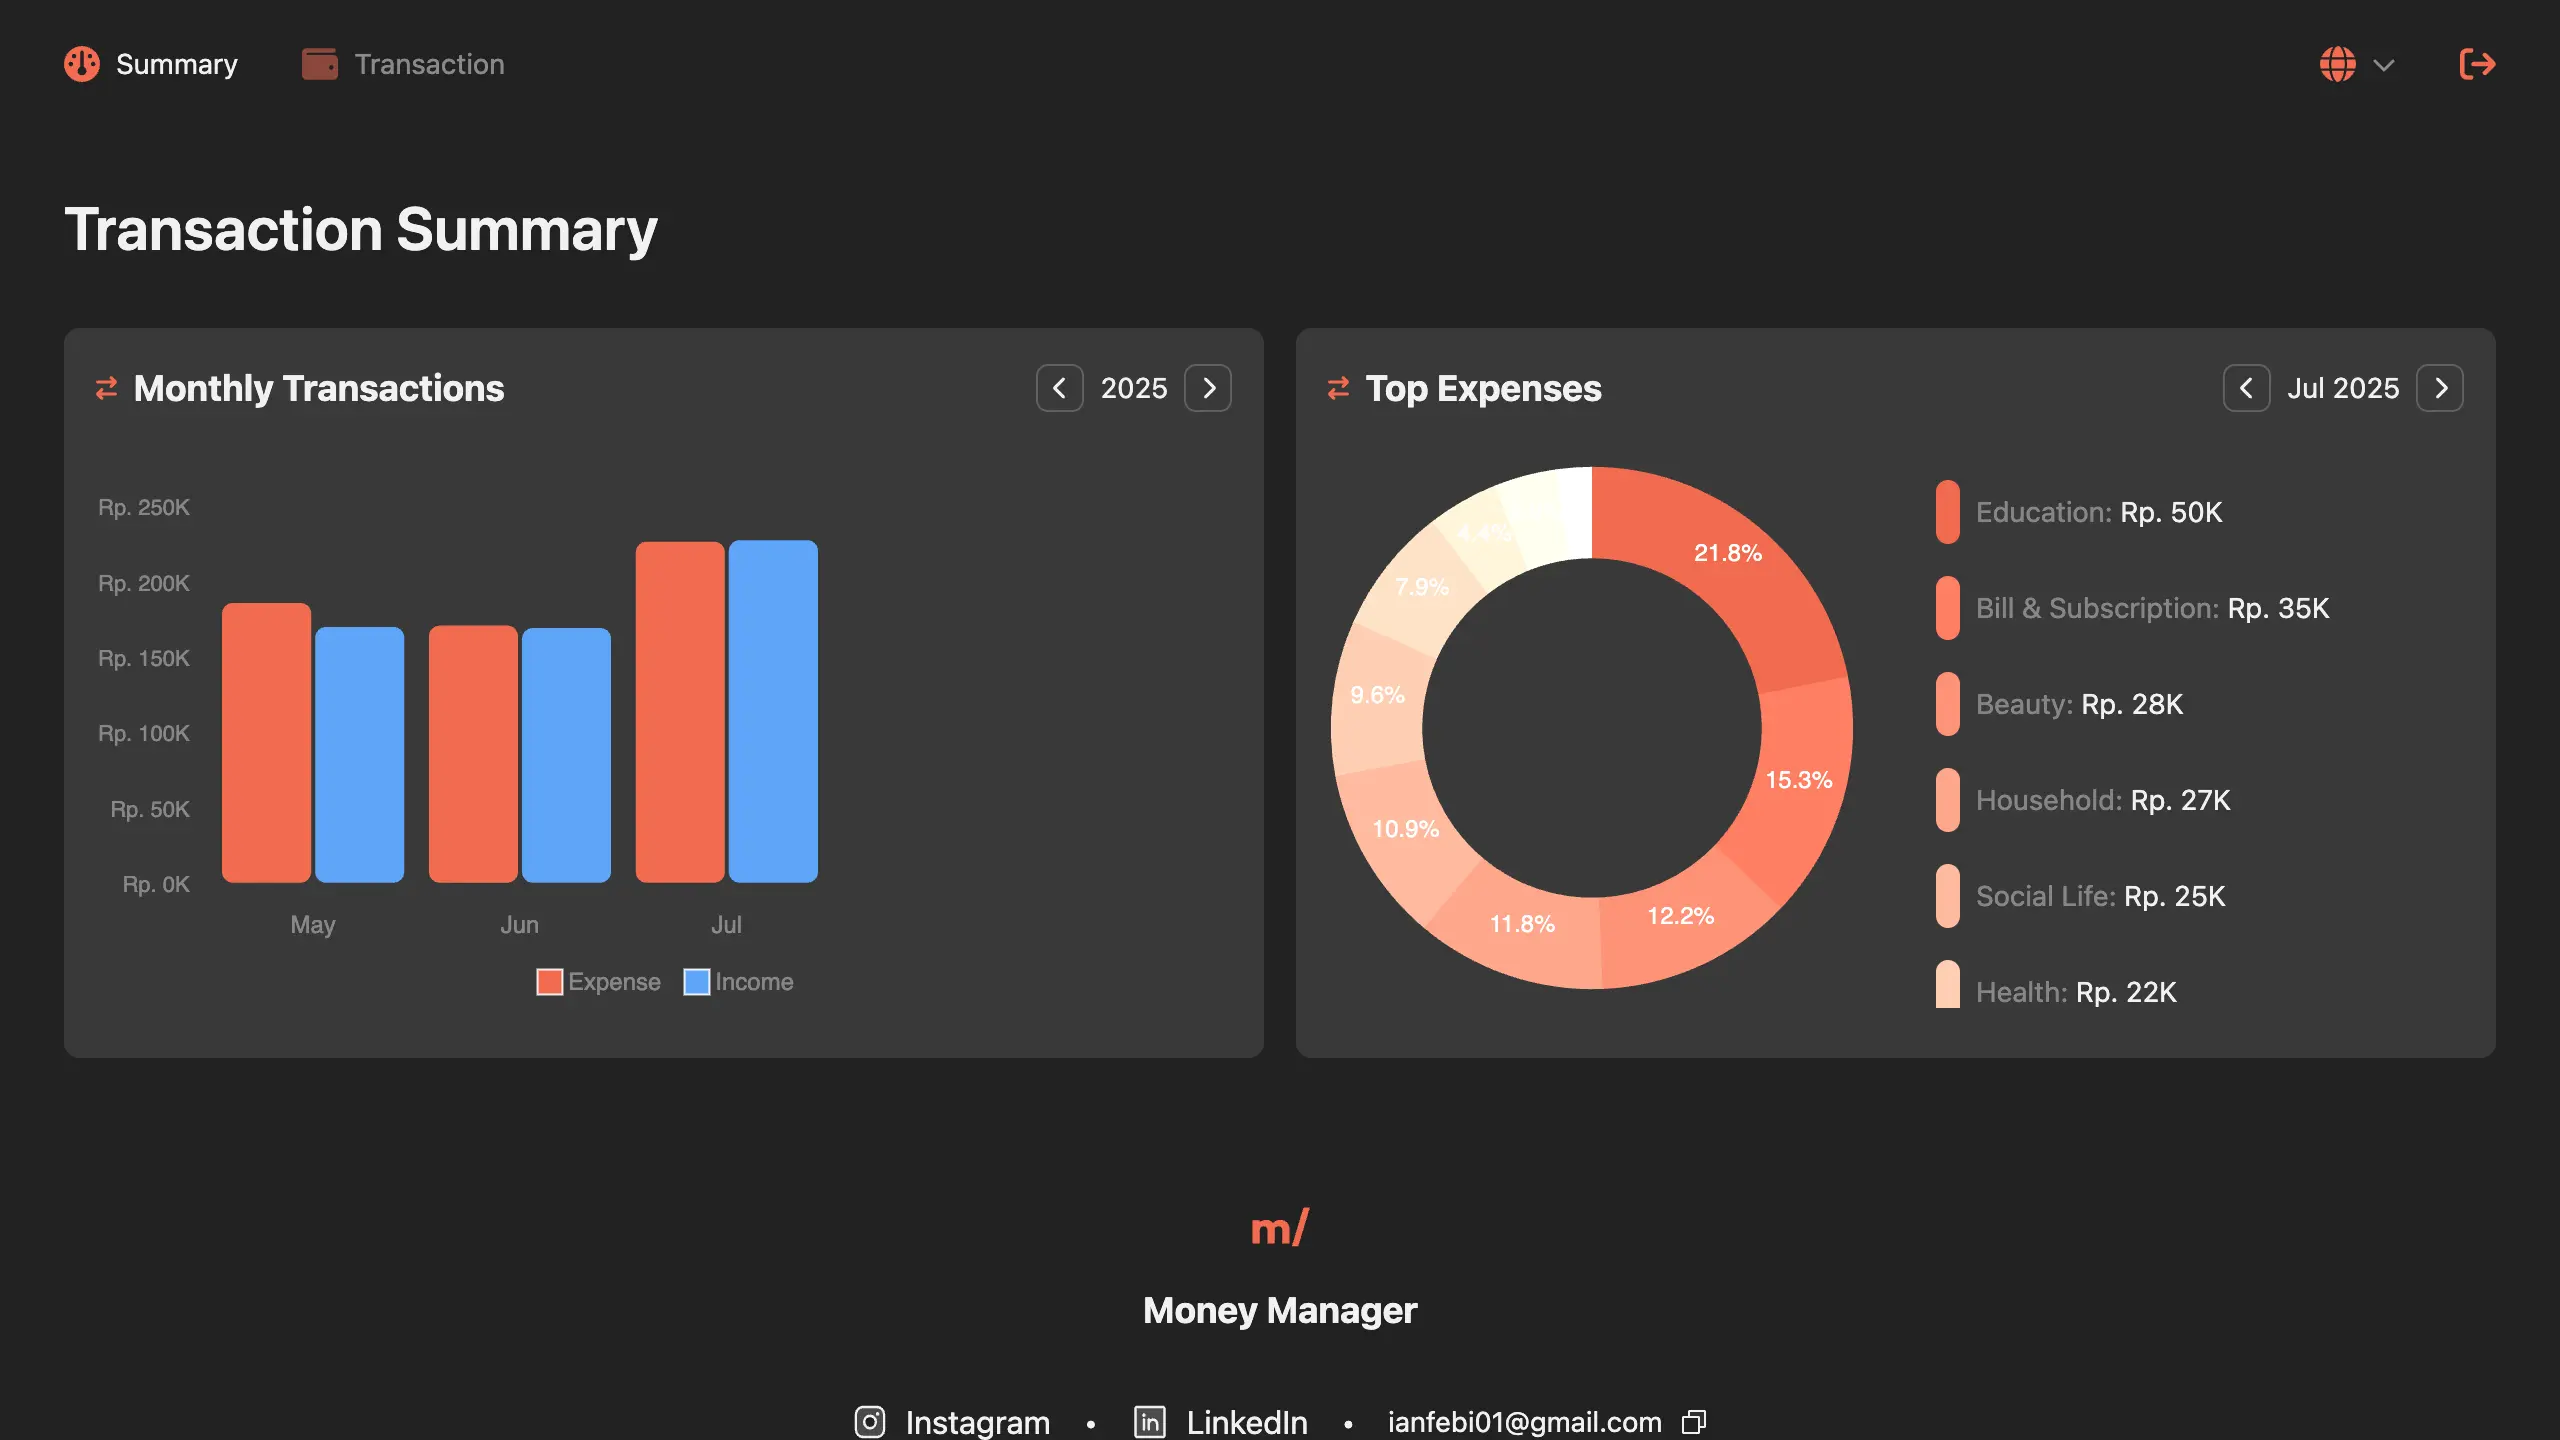 Summary
Transaction
Transaction Summary
Monthly Transactions
2025
Rp. 250K
Rp. 200K
Rp. 150K
Rp. 100K
Rp. 50K
Rp. 0K
May
Jun
Jul
Expense
Income
Top Expenses
Jul 2025
21.8%
15.3%
12.2%
11.8%
10.9%
9.6%
7.9%
4.4%
Education: Rp. 50K
Bill & Subscription: Rp. 35K
Beauty: Rp. 28K
Household: Rp. 27K
Social Life: Rp. 25K
Health: Rp. 22K
m/
Money Manager
Instagram • LinkedIn • ianfebi01@gmail.com